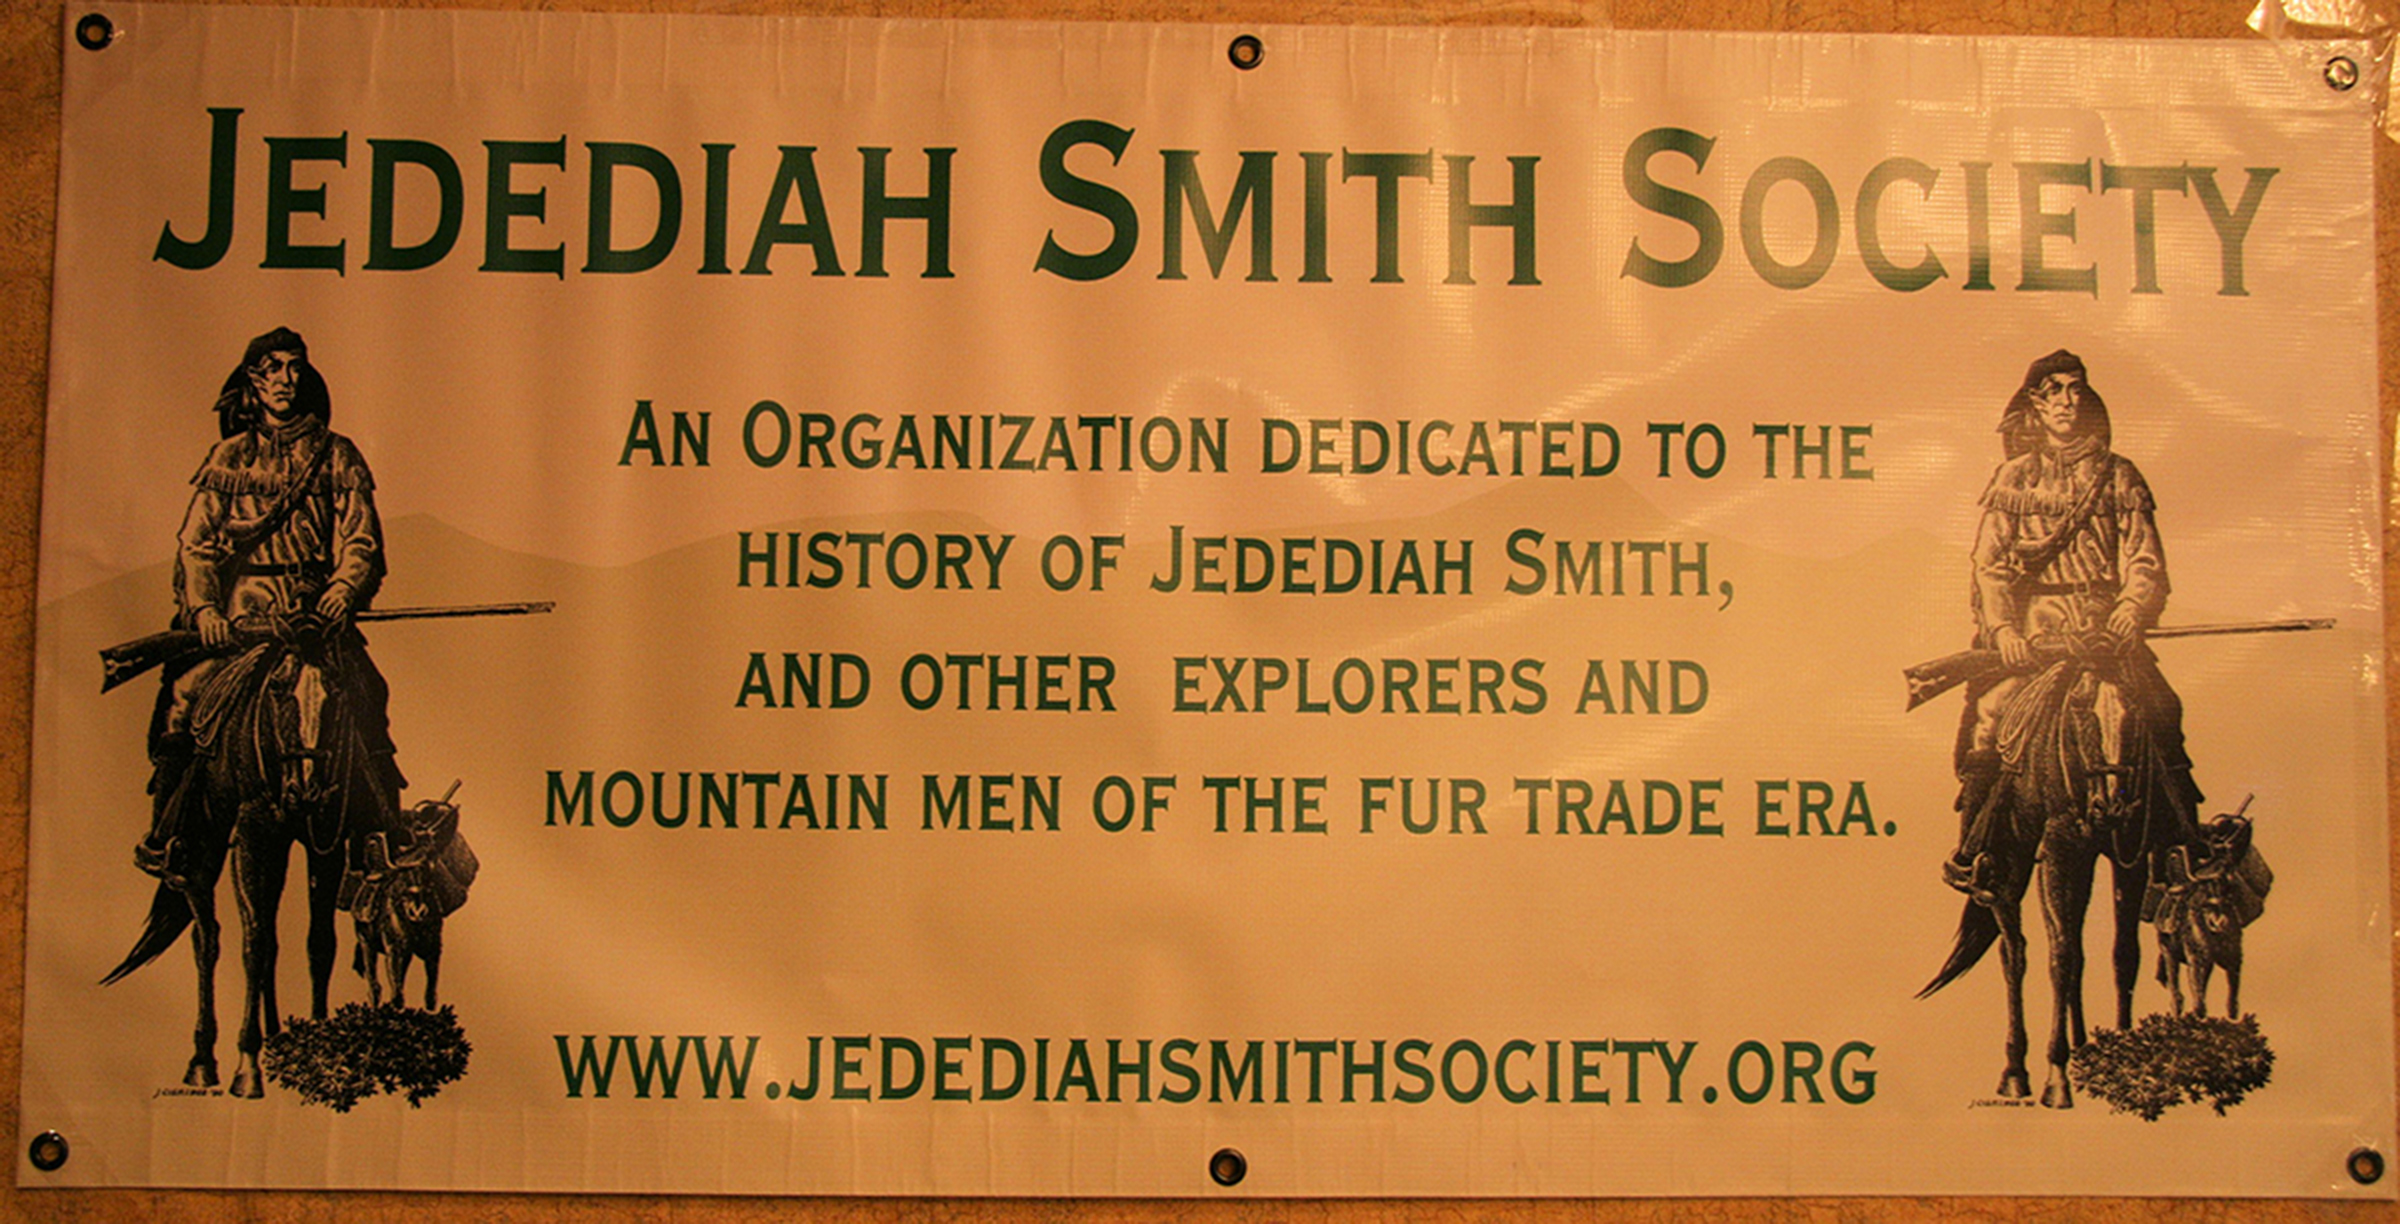 Jedediah Smith Society
An Organization dedicated to the
history of Jedediah Smith,
and other explorers and
mountain men of the fur trade era.
www.jedediahsmithsociety.org